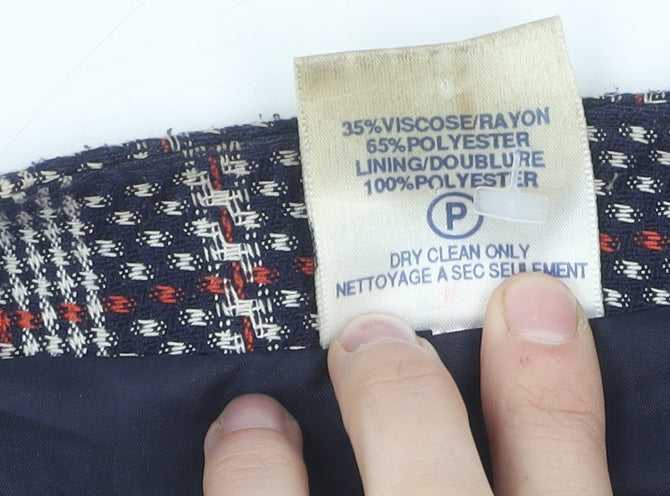 35%VISCOSE/RAYON
65%POLYESTER
LINING/DOUBLURE
100%POLYESTER
P
DRY CLEAN ONLY
NETTOYAGE A SEC SEULEMENT